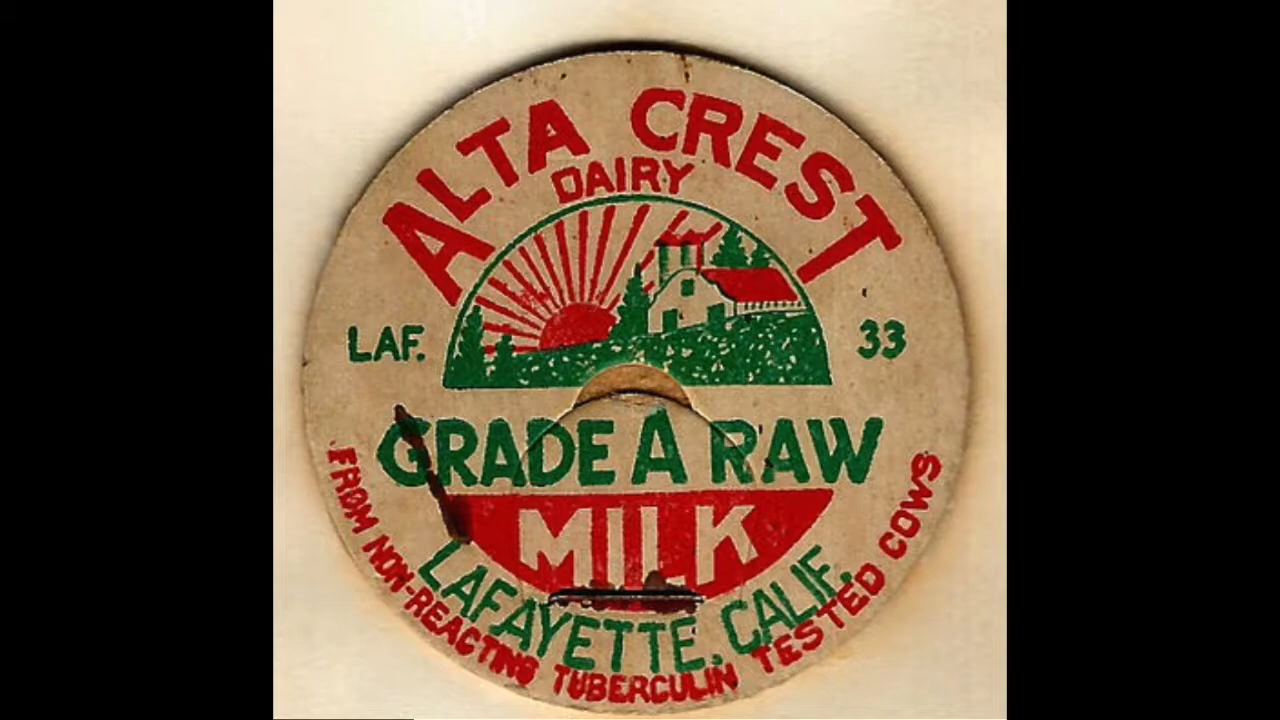 ALTA CREST
DAIRY
LAF. 33
GRADE A RAW
MILK
LAFAYETTE, CALIF.
FROM NON-REACTING TUBERCULIN TESTED COWS